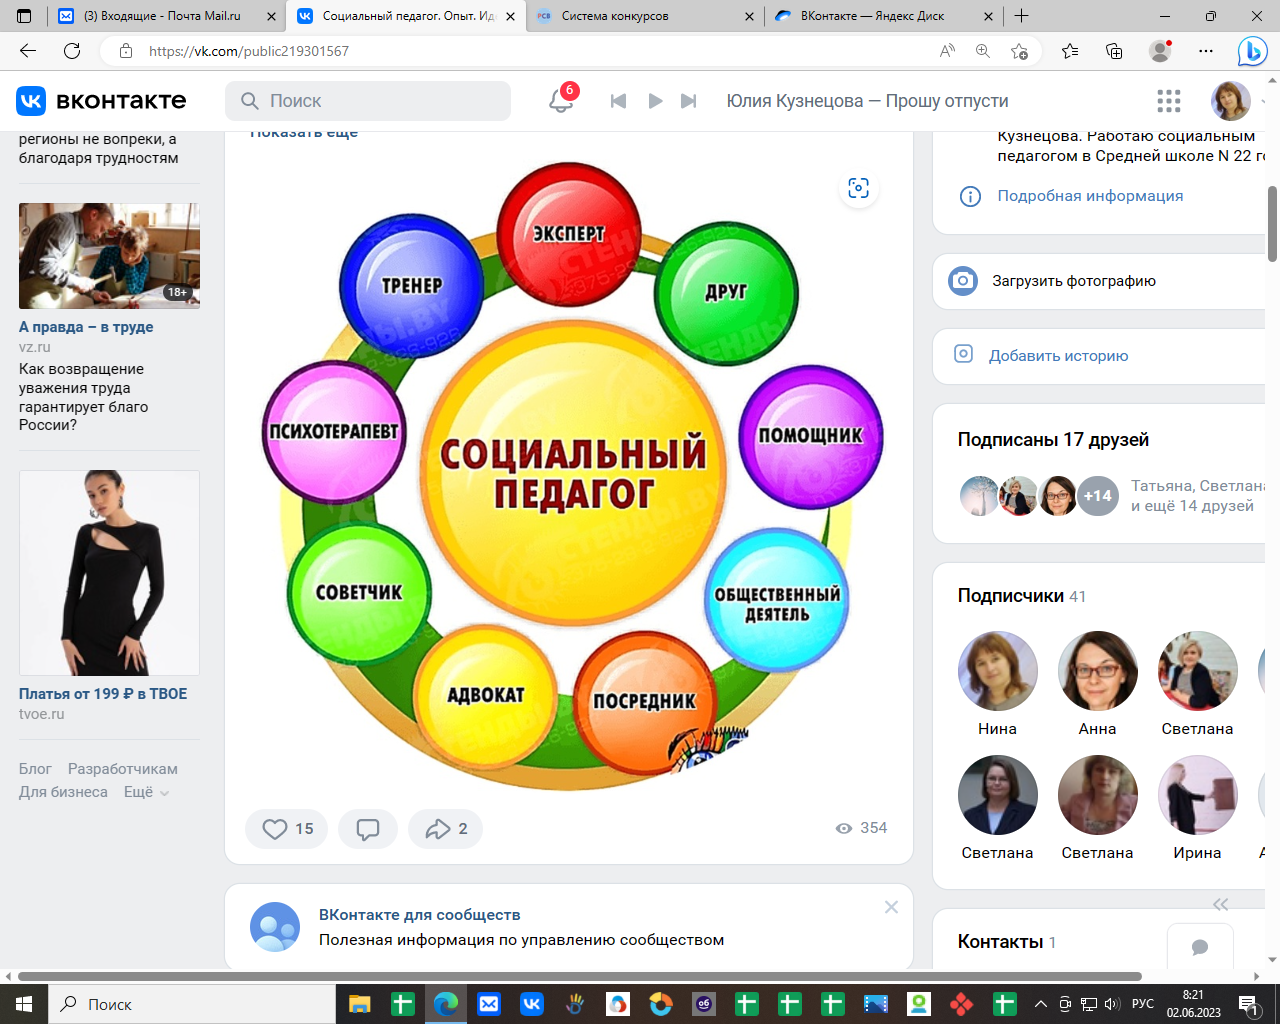 (3) Входящие - Почта Mail.ru
Социальный педагог. Опыт. Ид
Система конкурсов
ВКонтакте — Яндекс Диск
https://vk.com/public219301567
вконтакте
Поиск
6
Юлия Кузнецова — Прошу отпусти
регионы не вопреки, а
благодаря трудностям
18+
А правда – в труде
vz.ru
Как возвращение
уважения труда
гарантирует благо
России?
Платья от 199 ₽ в ТВОЕ
tvoe.ru
Блог Разработчикам
Для бизнеса Ещё
Показать ещё
ЭКСПЕРТ
ТРЕНЕР
ДРУГ
ПСИХОТЕРАПЕВТ
ПОМОЩНИК
СОЦИАЛЬНЫЙ
ПЕДАГОГ
СОВЕТЧИК
ОБЩЕСТВЕННЫЙ
ДЕЯТЕЛЬ
АДВОКАТ
ПОСРЕДНИК
15
2
354
ВКонтакте для сообществ
Полезная информация по управлению сообществом
Кузнецова. Работаю социальным
педагогом в Средней школе N 22 го
Подробная информация
Загрузить фотографию
Добавить историю
Подписаны 17 друзей
+14
Татьяна, Светлана
и ещё 14 друзей
Подписчики 41
Нина
Анна
Светлана
Светлана
Светлана
Ирина
Контакты 1
Поиск
РУС
8:21
02.06.2023
1